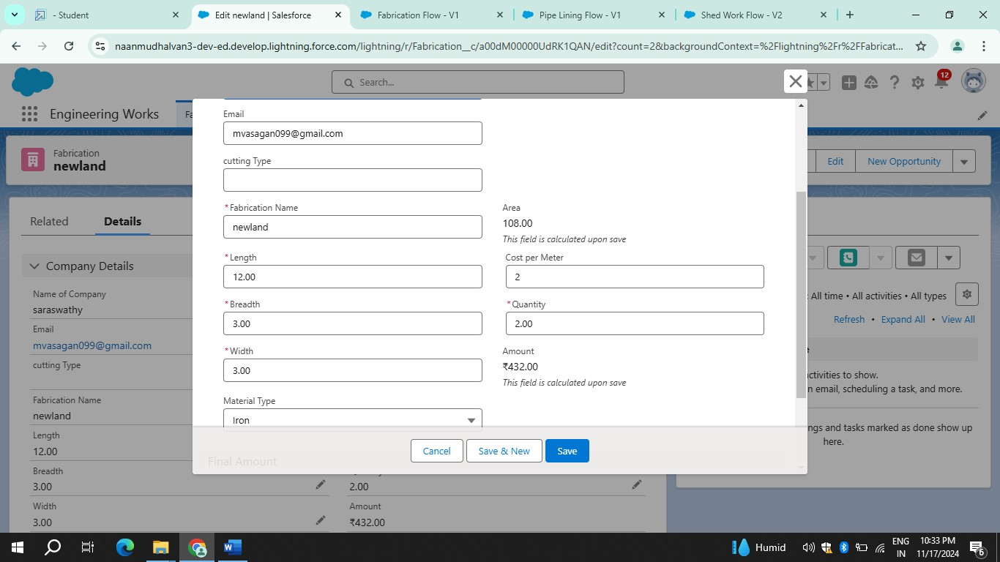 - Student
Edit newland | Salesforce
Fabrication Flow - V1
Pipe Lining Flow - V1
Shed Work Flow - V2
naanmudhalvan3-dev-ed.develop.lightning.force.com/lightning/r/Fabrication__c/a00dM00000UdRK1QAN/edit?count=2&backgroundContext=%2Flightning%2Fr%2FFabricat...
Search...
12
Engineering Works
Fa
Fabrication
newland
Edit
New Opportunity
Related
Details
Company Details
Name of Company
saraswathy
Email
mvasagan099@gmail.com
cutting Type
Fabrication Name
newland
Length
12.00
Breadth
3.00
2.00
Width
3.00
Amount
₹432.00
Email
mvasagan099@gmail.com
cutting Type
*Fabrication Name
newland
Area
108.00
This field is calculated upon save
*Length
12.00
Cost per Meter
2
*Breadth
3.00
*Quantity
2.00
*Width
3.00
Amount
₹432.00
This field is calculated upon save
Material Type
Iron
Final Amount
Cancel
Save & New
Save
: All time • All activities • All types
Refresh • Expand All • View All
ctivities to show.
n email, scheduling a task, and more.
ngs and tasks marked as done show up
here.
Humid
ENG
IN
10:33 PM
11/17/2024
6